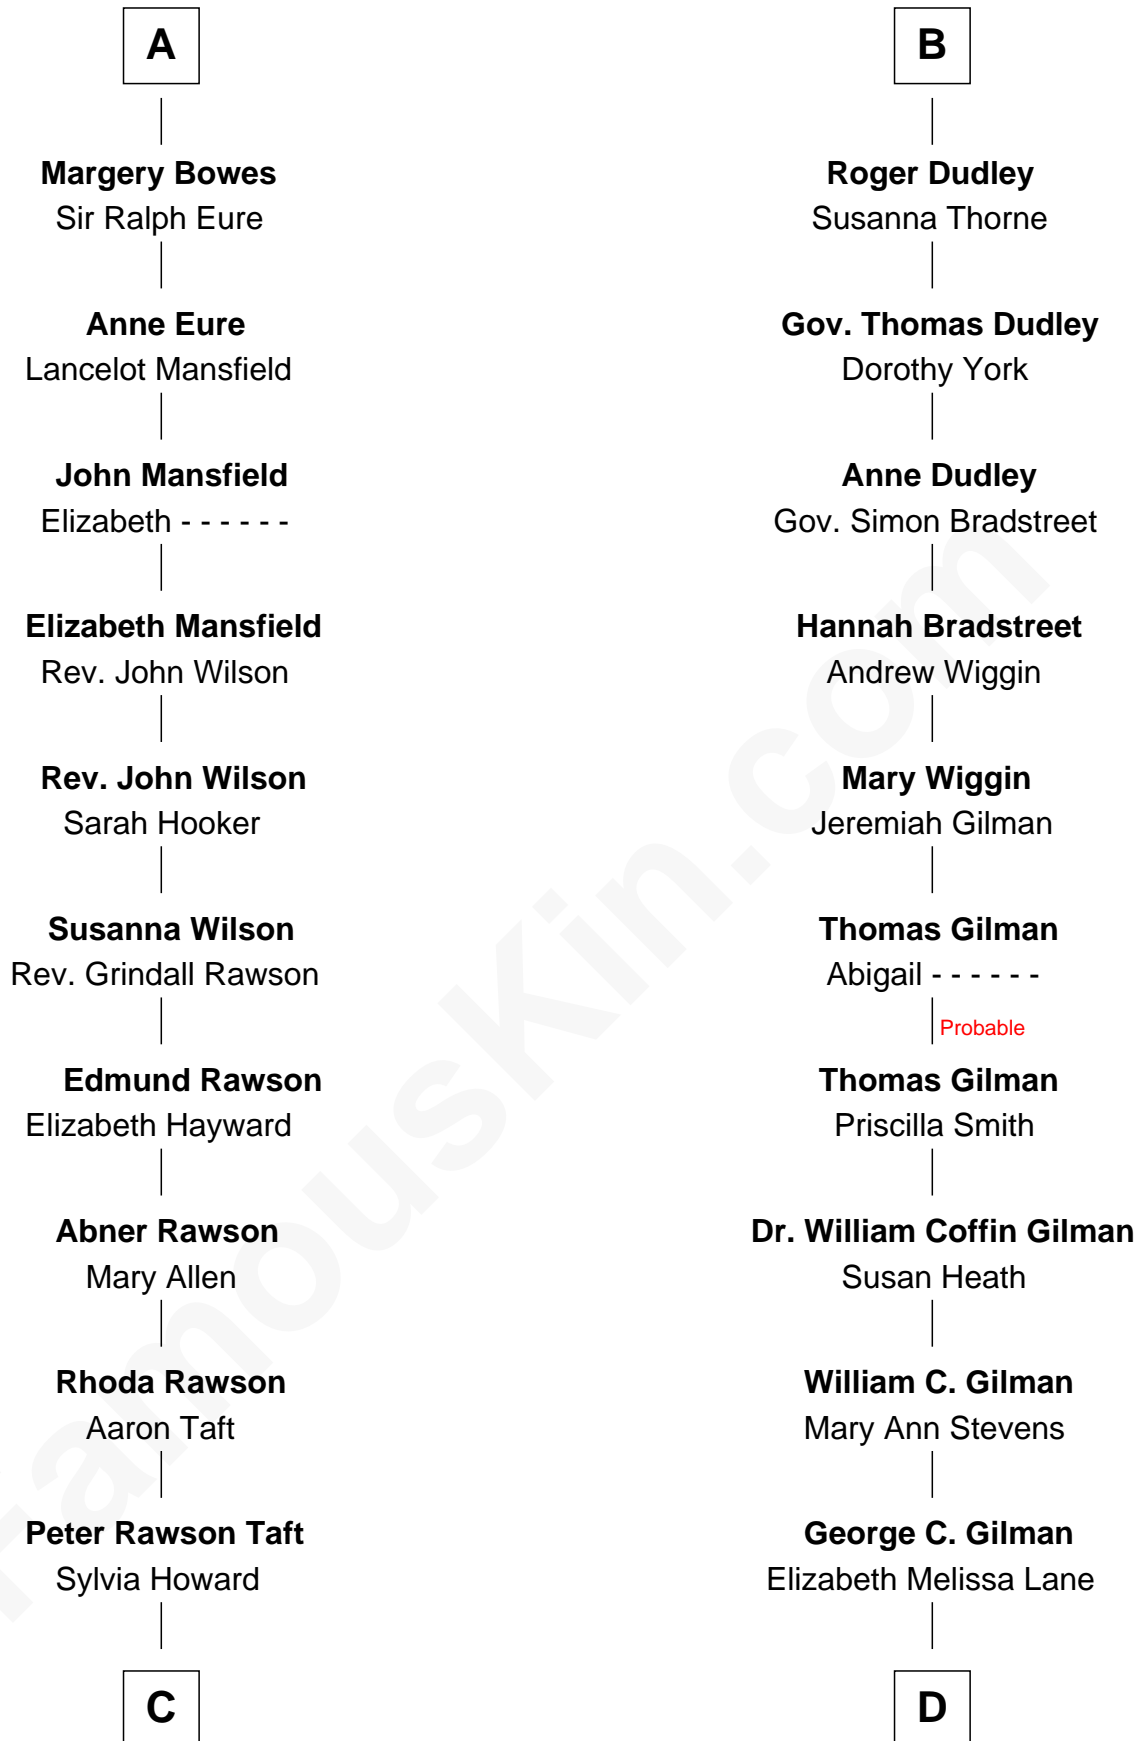 A
Margery Bowes
Sir Ralph Eure
Anne Eure
Lancelot Mansfield
John Mansfield
Elizabeth - - - - - -
Elizabeth Mansfield
Rev. John Wilson
Rev. John Wilson
Sarah Hooker
Susanna Wilson
Rev. Grindall Rawson
Edmund Rawson
Elizabeth Hayward
Abner Rawson
Mary Allen
Rhoda Rawson
Aaron Taft
Peter Rawson Taft
Sylvia Howard
C
B
Roger Dudley
Susanna Thorne
Gov. Thomas Dudley
Dorothy York
Anne Dudley
Gov. Simon Bradstreet
Hannah Bradstreet
Andrew Wiggin
Mary Wiggin
Jeremiah Gilman
Thomas Gilman
Abigail - - - - - -
Probable
Thomas Gilman
Priscilla Smith
Dr. William Coffin Gilman
Susan Heath
William C. Gilman
Mary Ann Stevens
George C. Gilman
Elizabeth Melissa Lane
D
FamousKin.com